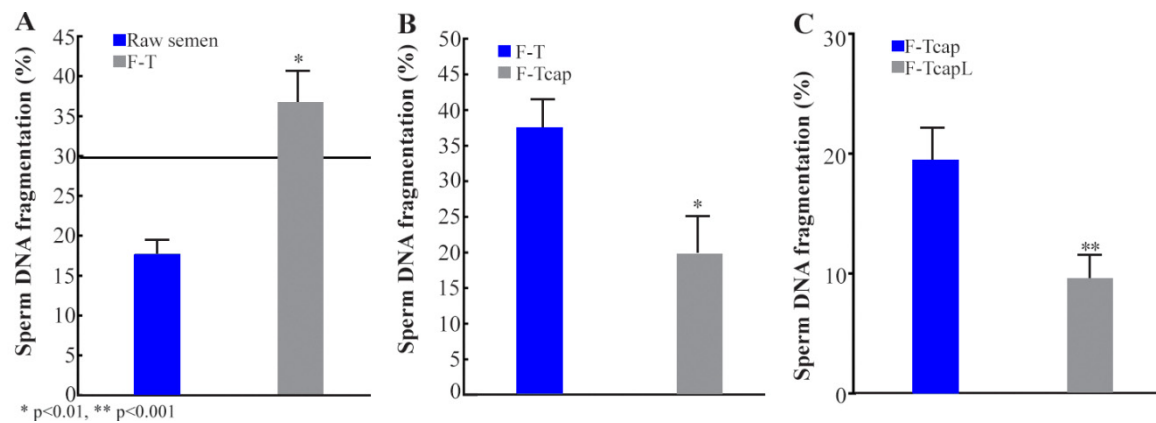 A
Sperm DNA fragmentation (%)
45
40
35
30
25
20
15
10
5
0
Raw semen
F-T
*
* p<0.01, ** p<0.001
B
Sperm DNA fragmentation (%)
50
45
40
35
30
25
20
15
10
5
0
F-T
F-Tcap
*
C
Sperm DNA fragmentation (%)
30
20
10
0
F-Tcap
F-TcapL
**